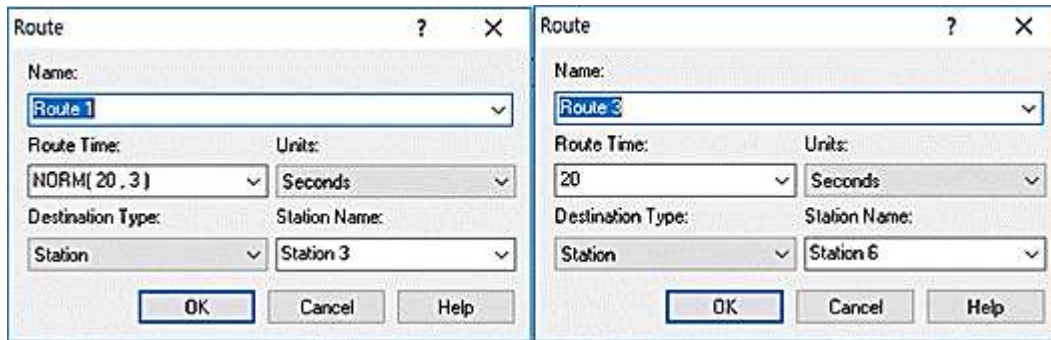 Route ? ✕
Name:
Route 1
Route Time: Units:
NORM( 20 , 3 ) Seconds
Destination Type: Station Name:
Station Station 3
OK Cancel Help
Route ? ✕
Name:
Route 3
Route Time: Units:
20 Seconds
Destination Type: Station Name:
Station Station 6
OK Cancel Help